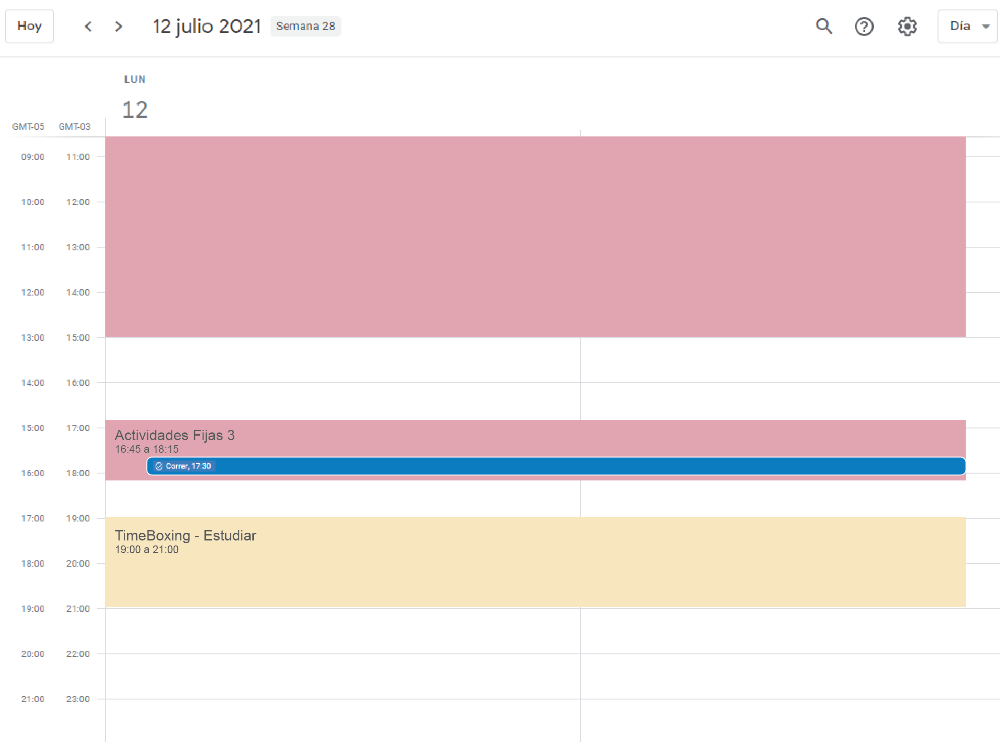 Hoy 12 julio 2021 Semana 28 Día
LUN
12
GMT-05 GMT-03
09:00 11:00
10:00 12:00
11:00 13:00
12:00 14:00
13:00 15:00
14:00 16:00
15:00 17:00
Actividades Fijas 3
16:45 a 18:15
Correr, 17:30
16:00 18:00
17:00 19:00
TimeBoxing - Estudiar
19:00 a 21:00
18:00 20:00
19:00 21:00
20:00 22:00
21:00 23:00